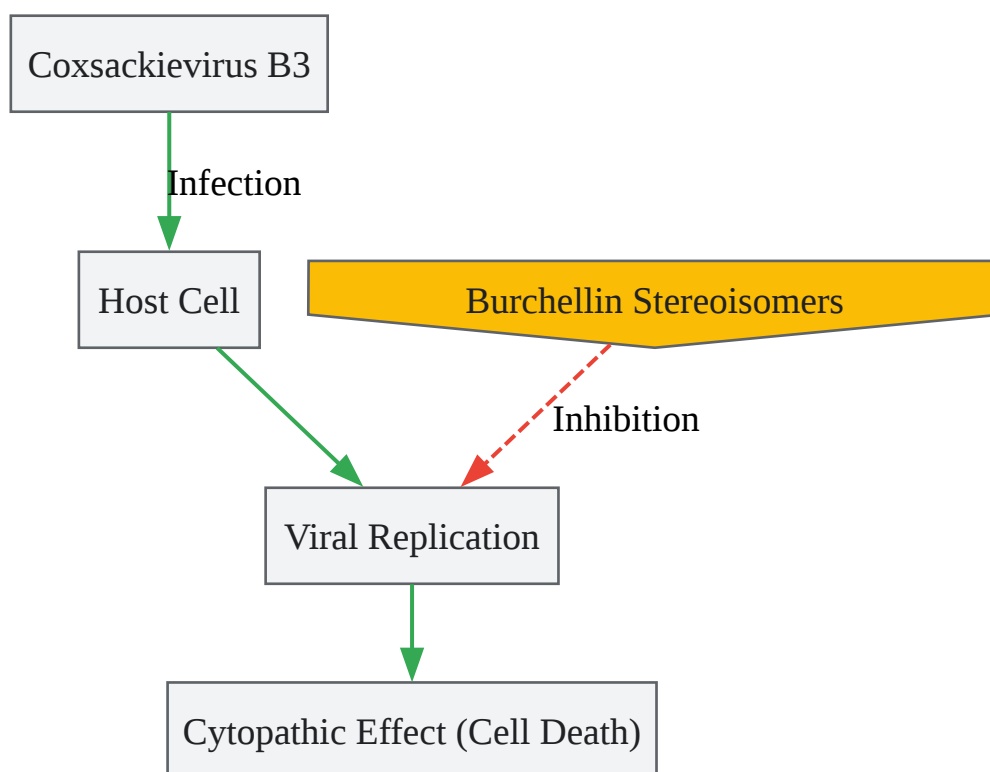 Coxsackievirus B3
Infection
Host Cell
Burchellin Stereoisomers
Inhibition
Viral Replication
Cytopathic Effect (Cell Death)